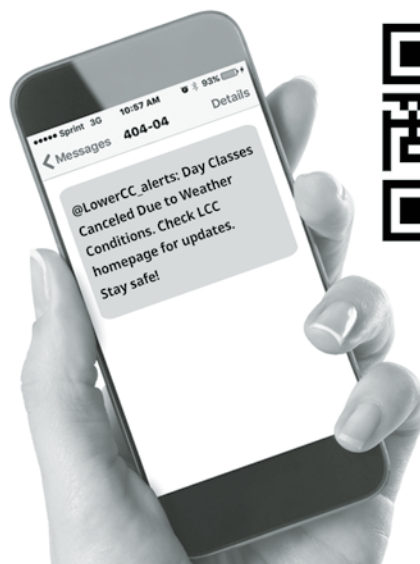 Sprint 3G 10:57 AM 93%
Messages 404-04 Details
@LowerCC_alerts: Day Classes
Canceled Due to Weather
Conditions. Check LCC
homepage for updates.
Stay safe!